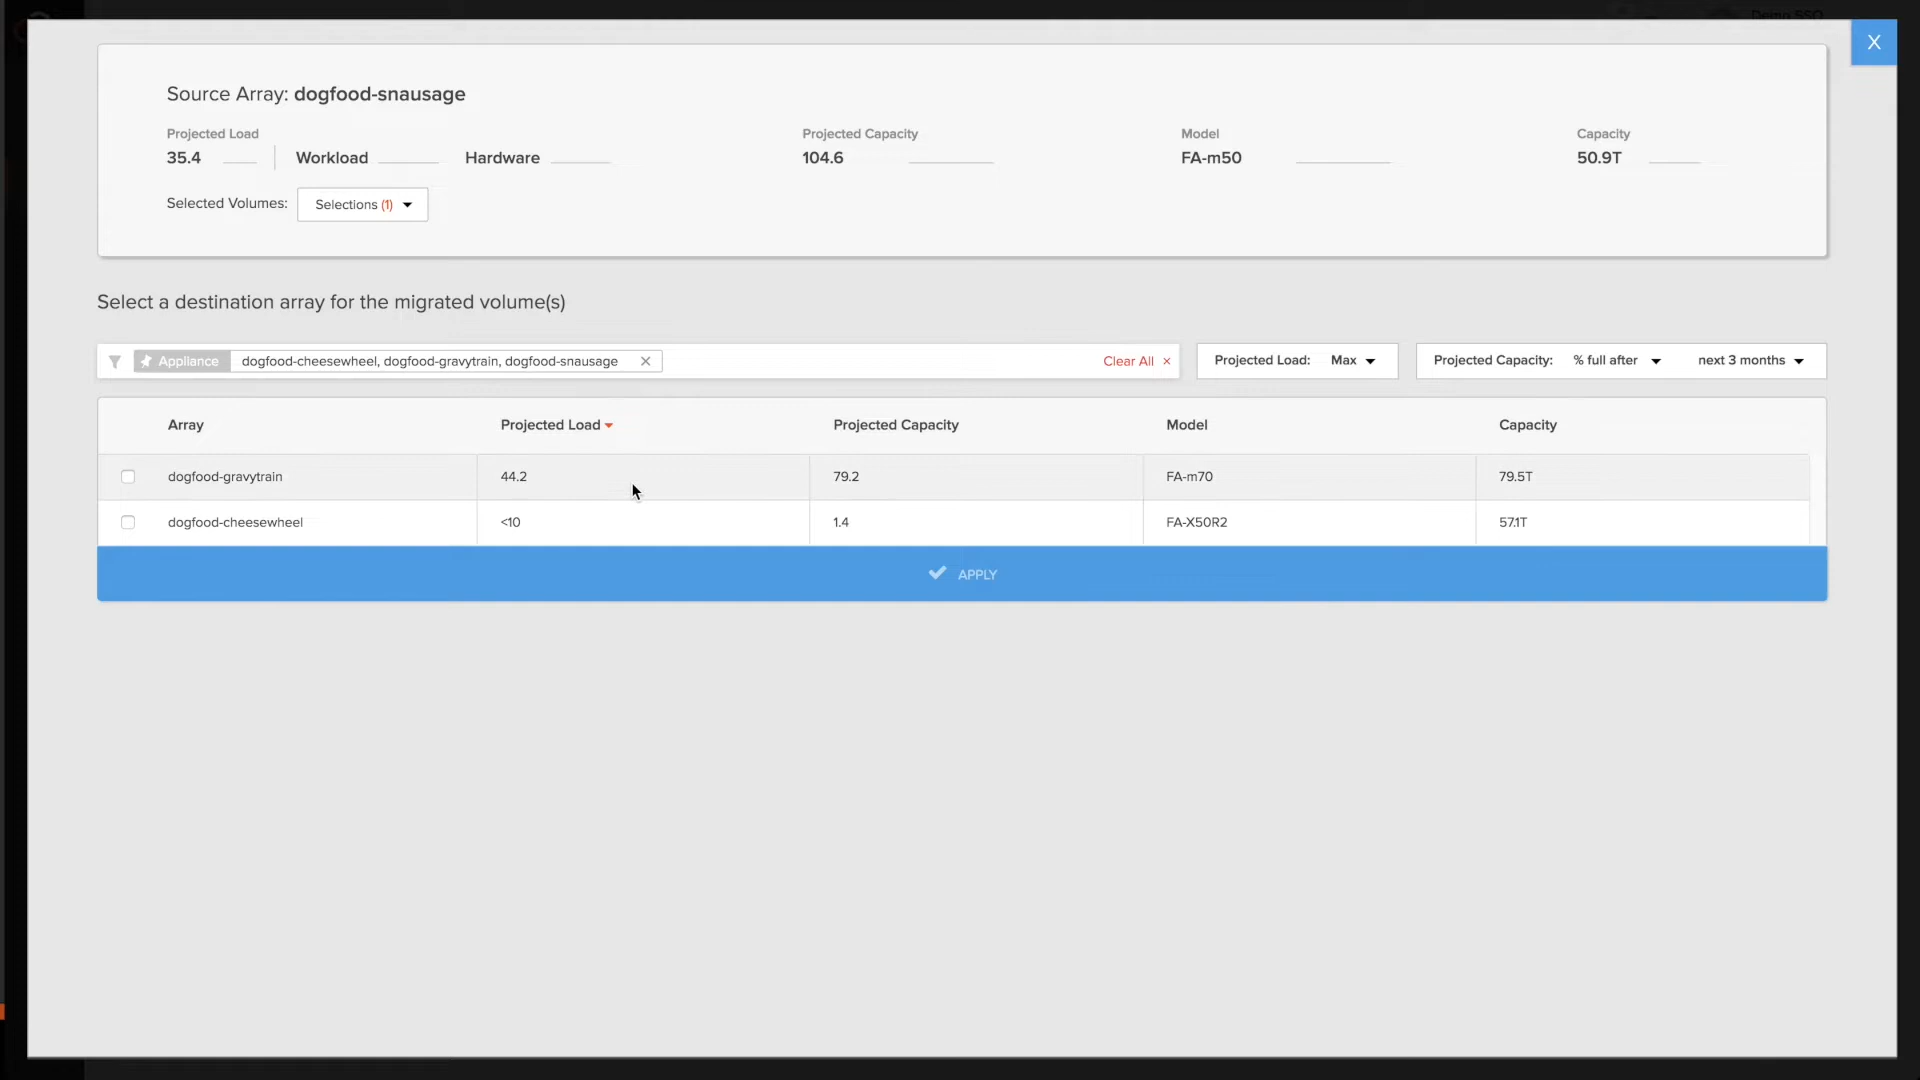 Demo SSO
X
Source Array: dogfood-snausage
Projected Load
Projected Capacity
Model
Capacity
35.4
Workload
Hardware
104.6
FA-m50
50.9T
Selected Volumes:
Selections (1)
Select a destination array for the migrated volume(s)
Appliance
dogfood-cheesewheel, dogfood-gravytrain, dogfood-snausage
Clear All ×
Projected Load: Max
Projected Capacity: % full after next 3 months
Array Projected Load Projected Capacity Model Capacity
dogfood-gravytrain 44.2 79.2 FA-m70 79.5T
dogfood-cheesewheel <10 1.4 FA-X50R2 57.1T
APPLY